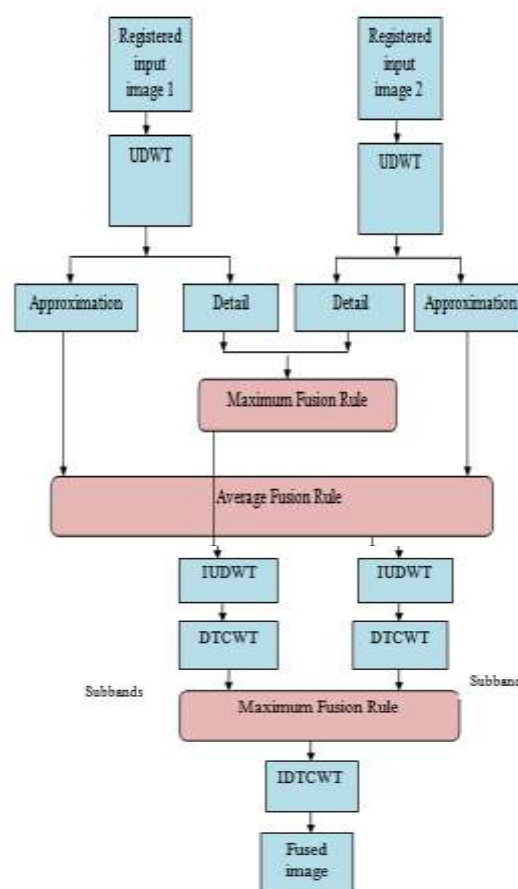 Registered
input
image 1
Registered
input
image 2
UDWT
UDWT
Approximation
Detail
Detail
Approximation
Maximum Fusion Rule
Average Fusion Rule
IUDWT
IUDWT
DTCWT
DTCWT
Subbands
Subband
Maximum Fusion Rule
IDTCWT
Fused
image